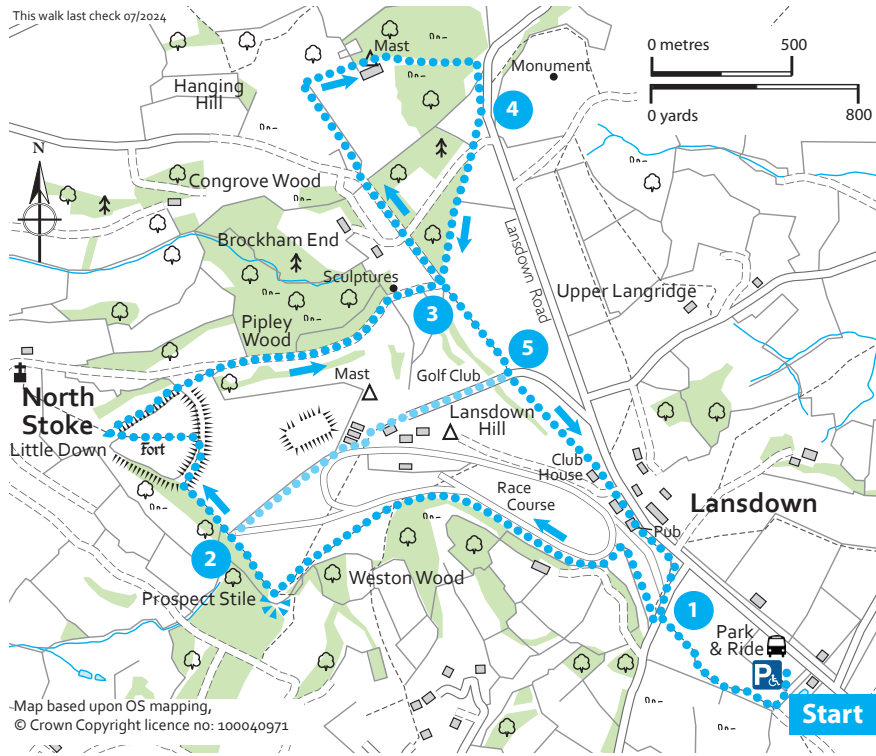 This walk last check 07/2024
Mast
0 metres 500
0 yards 800
Monument
Hanging
Hill
4
N
Congrove Wood
Lansdown Road
Brockham End
Sculptures
Upper Langridge
3
Pipley
Wood
5
Mast
Golf Club
North
Stoke
Little Down
Fort
Lansdown
Hill
Club
House
Race
Course
Lansdown
Pub
2
Weston Wood
Prospect Stile
1
Park
& Ride
P
Start
Map based upon OS mapping,
© Crown Copyright licence no: 100040971